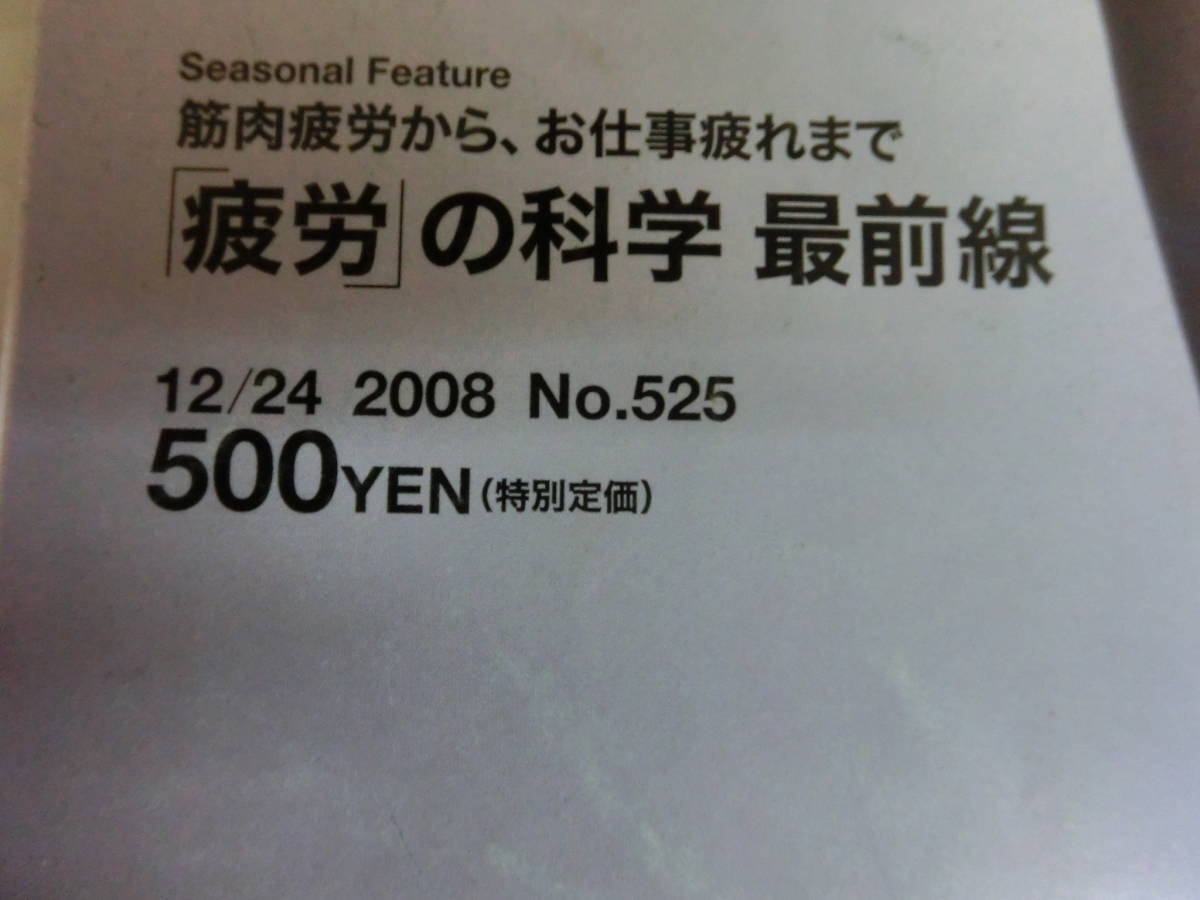 Seasonal Feature
筋肉疲労から、お仕事疲れまで
「疲労」の科学 最前線
12/24 2008 No.525
500YEN(特別定価)